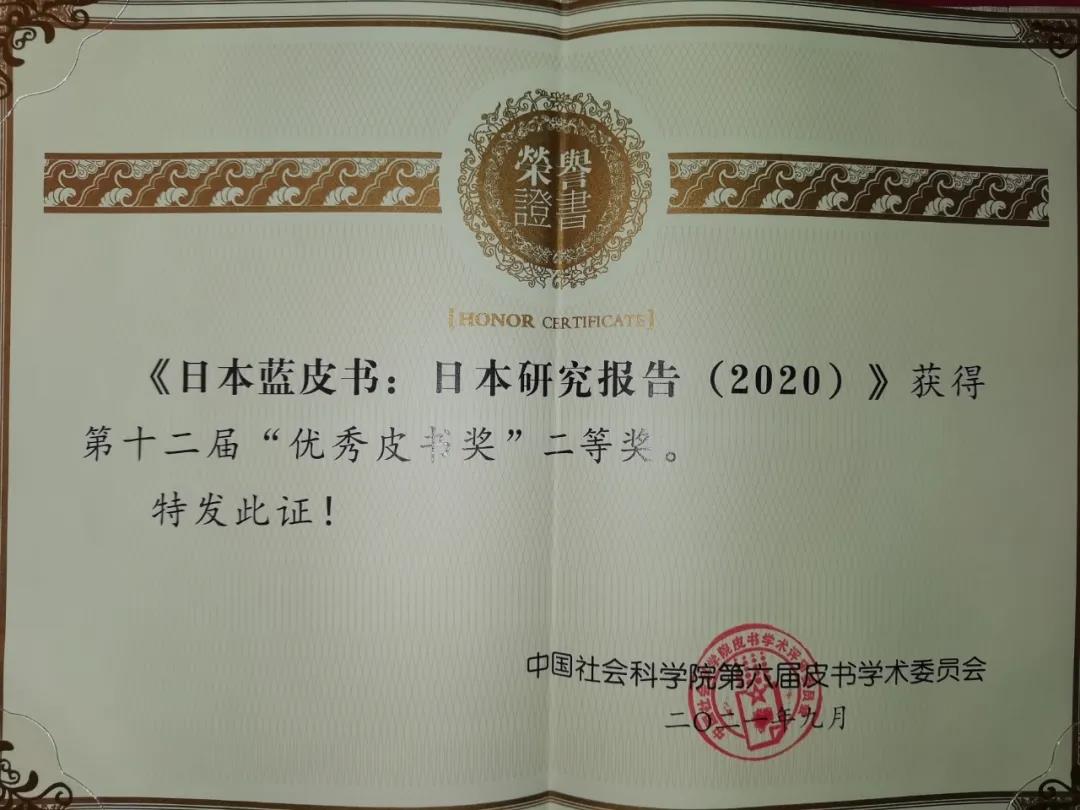 榮譽
證書
[HONOR CERTIFICATE]
《日本蓝皮书：日本研究报告（2020）》获得
第十二届“优秀皮书奖”二等奖。
特发此证！
中国社会科学院第六届皮书学术委员会
二〇二一年九月